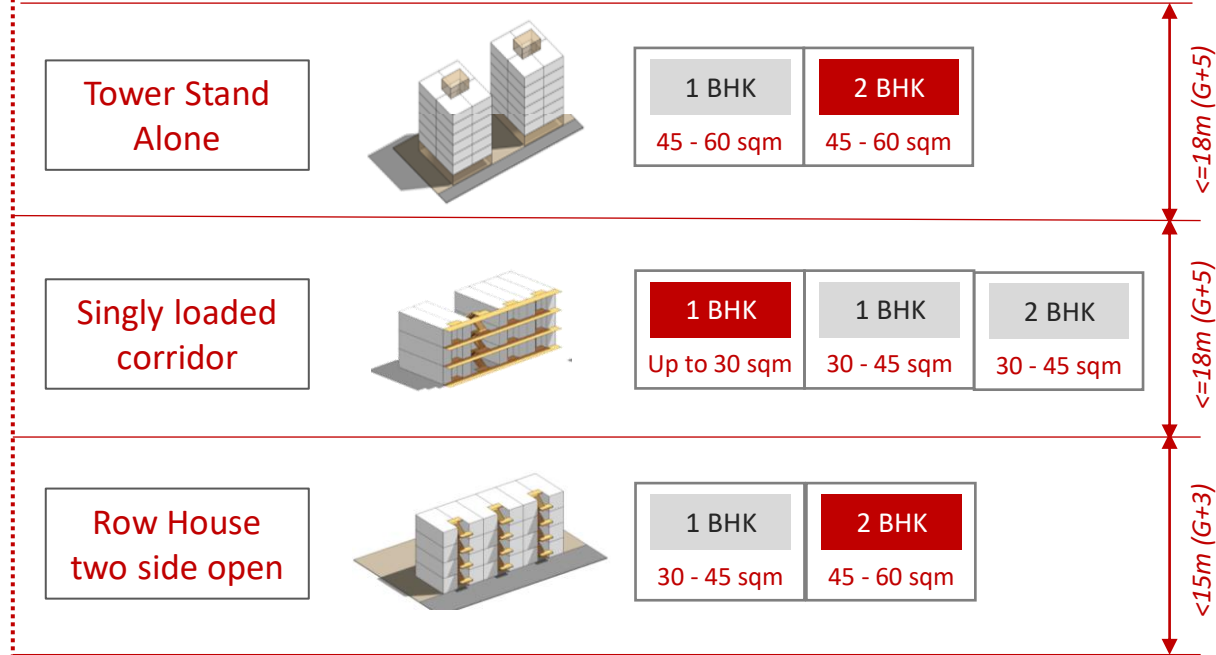 Tower Stand
Alone
1 BHK
45 - 60 sqm
2 BHK
45 - 60 sqm
<=18m (G+5)
Singly loaded
corridor
1 BHK
Up to 30 sqm
1 BHK
30 - 45 sqm
2 BHK
30 - 45 sqm
<=18m (G+5)
Row House
two side open
1 BHK
30 - 45 sqm
2 BHK
45 - 60 sqm
<15m (G+3)